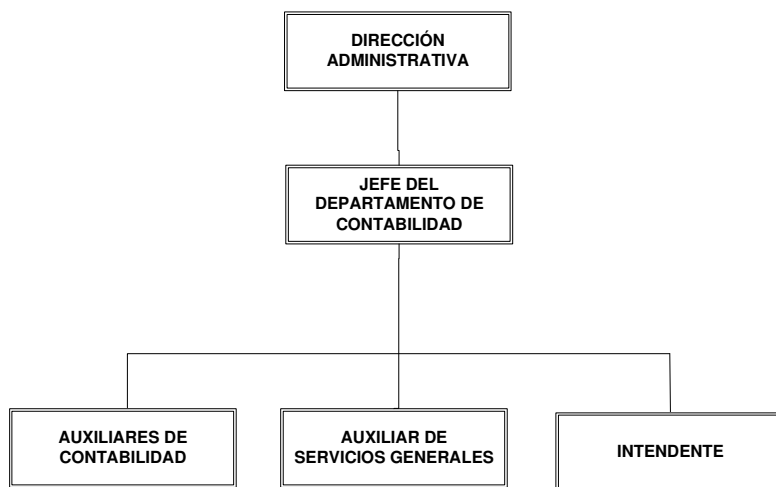 DIRECCIÓN
ADMINISTRATIVA
JEFE DEL
DEPARTAMENTO DE
CONTABILIDAD
AUXILIARES DE
CONTABILIDAD
AUXILIAR DE
SERVICIOS GENERALES
INTENDENTE